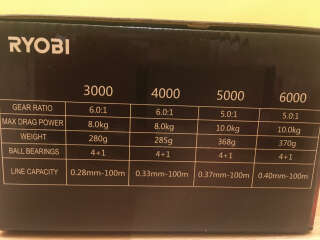 RYOBI
3000 4000 5000 6000
GEAR RATIO 6.0:1 6.0:1 5.0:1 5.0:1
MAX DRAG POWER 8.0kg 8.0kg 10.0kg 10.0kg
WEIGHT 280g 285g 368g 370g
BALL BEARINGS 4+1 4+1 4+1 4+1
LINE CAPACITY 0.28mm-100m 0.33mm-100m 0.37mm-100m 0.40mm-100m